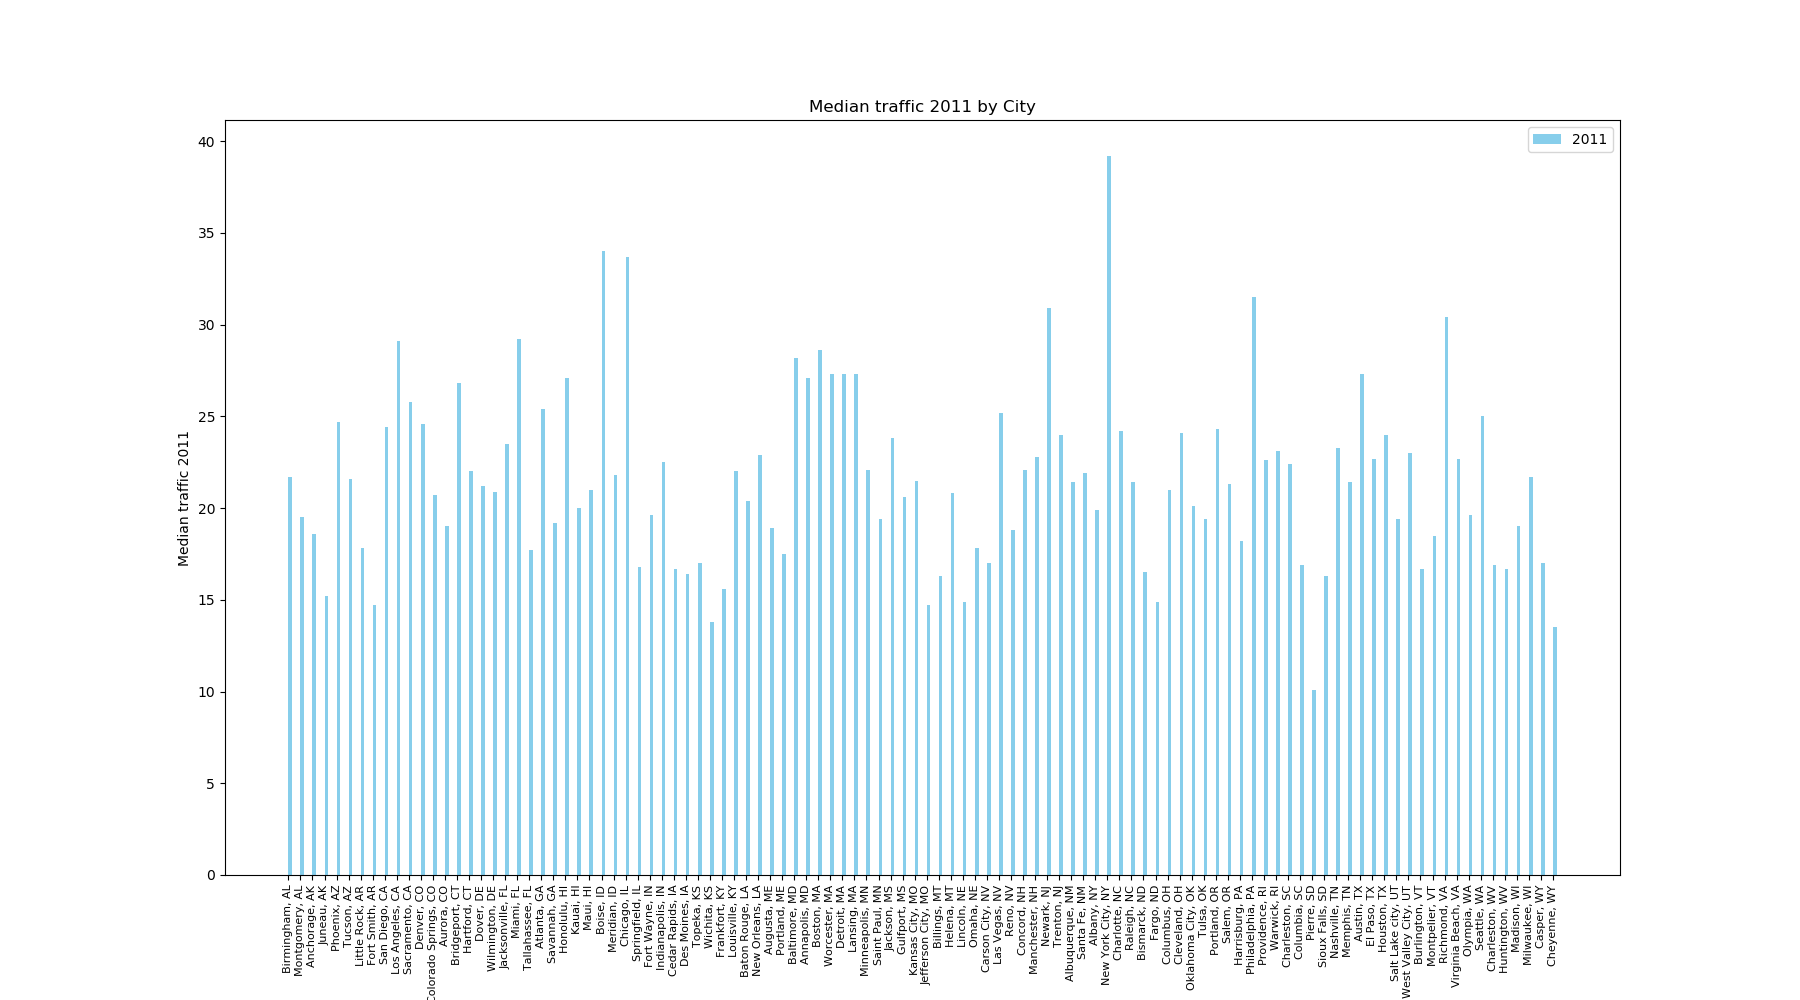 Median traffic 2011 by City
2011
Median traffic 2011
40
35
30
25
20
15
10
5
0
Birmingham, AL
Montgomery, AL
Anchorage, AK
Juneau, AK
Phoenix, AZ
Tucson, AZ
Little Rock, AR
Fort Smith, AR
San Diego, CA
Los Angeles, CA
Sacramento, CA
Denver, CO
Colorado Springs, CO
Aurora, CO
Bridgeport, CT
Hartford, CT
Dover, DE
Wilmington, DE
Jacksonville, FL
Miami, FL
Tallahassee, FL
Atlanta, GA
Savannah, GA
Honolulu, HI
Kauai, HI
Maui, HI
Boise, ID
Meridian, ID
Chicago, IL
Springfield, IL
Fort Wayne, IN
Indianapolis, IN
Cedar Rapids, IA
Des Moines, IA
Topeka, KS
Wichita, KS
Frankfort, KY
Louisville, KY
Baton Rouge, LA
New Orleans, LA
Augusta, ME
Portland, ME
Baltimore, MD
Annapolis, MD
Boston, MA
Worcester, MA
Detroit, MA
Lansing, MA
Minneapolis, MN
Saint Paul, MN
Jackson, MS
Gulfport, MS
Kansas City, MO
Jefferson City, MO
Billings, MT
Helena, MT
Lincoln, NE
Omaha, NE
Carson City, NV
Las Vegas, NV
Reno, NV
Concord, NH
Manchester, NH
Newark, NJ
Trenton, NJ
Albuquerque, NM
Santa Fe, NM
Albany, NY
New York City, NY
Charlotte, NC
Raleigh, NC
Bismarck, ND
Fargo, ND
Columbus, OH
Cleveland, OH
Oklahoma City, OK
Tulsa, OK
Portland, OR
Salem, OR
Harrisburg, PA
Philadelphia, PA
Providence, RI
Warwick, RI
Charleston, SC
Columbia, SC
Pierre, SD
Sioux Falls, SD
Nashville, TN
Memphis, TN
Austin, TX
El Paso, TX
Houston, TX
Salt Lake city, UT
West Valley City, UT
Burlington, VT
Montpelier, VT
Richmond, VA
Virginia Beach, VA
Olympia, WA
Seattle, WA
Charleston, WV
Huntington, WV
Madison, WI
Milwaukee, WI
Casper, WY
Cheyenne, WY